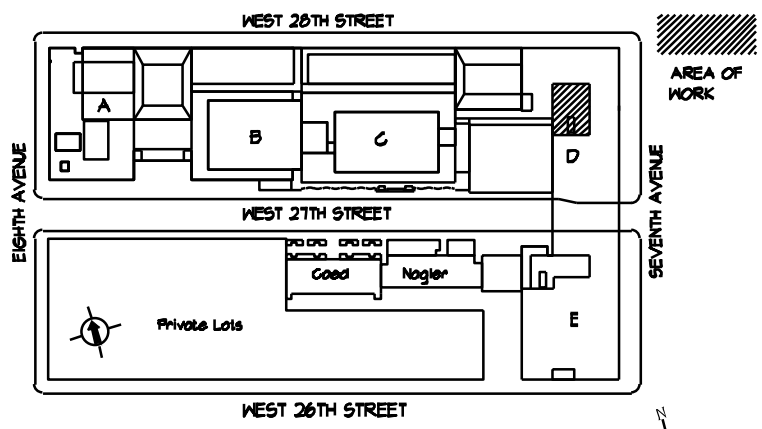 WEST 28TH STREET
AREA OF
WORK
A
B
C
D
EIGHTH AVENUE
SEVENTH AVENUE
WEST 27TH STREET
Coed
Nagler
Private Lots
E
WEST 26TH STREET
N